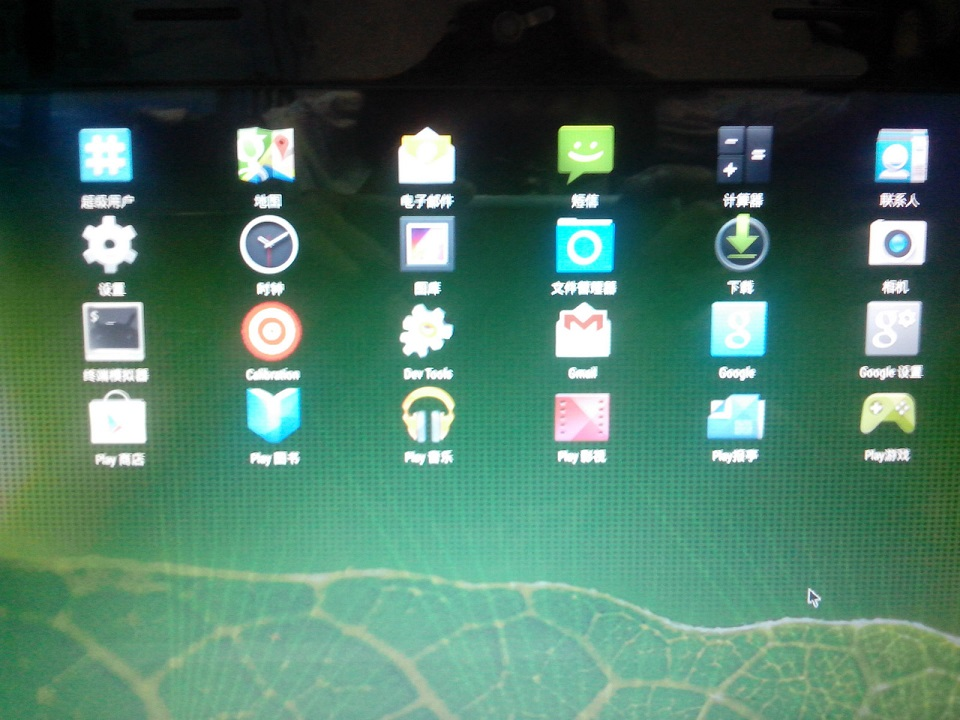 超级用户 地图 电子邮件 短信 计算器 联系人
设置 时钟 图库 文件管理器 下载 相机
终端模拟器 Calibration Dev Tools Gmail Google Google 设置
Play 商店 Play 图书 Play 音乐 Play 影视 Play报亭 Play游戏